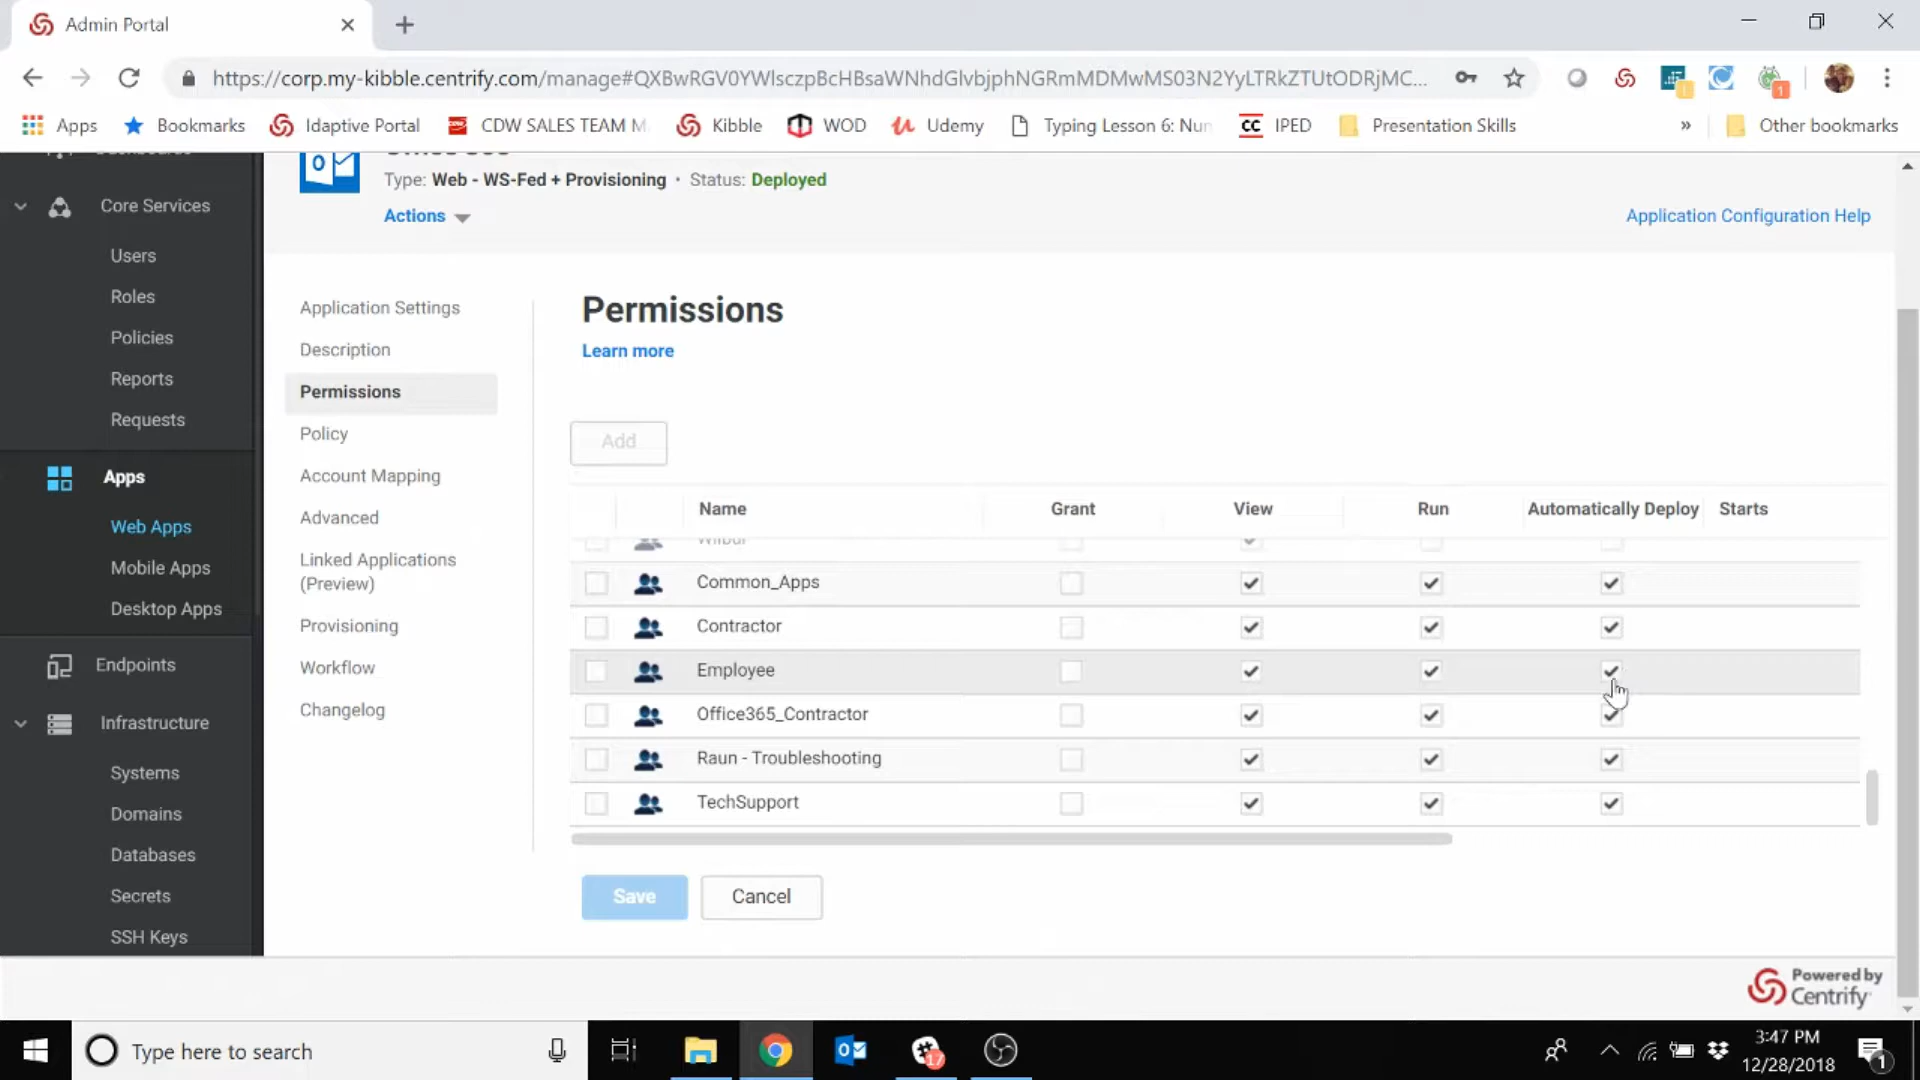 Admin Portal
https://corp.my-kibble.centrify.com/manage#QXBwRGV0YWlsczpBcHBsaWNhdGlvbjphNGRmMDMwMS03N2YyLTRkZTUtODRjMC...
Apps
Bookmarks
Idaptive Portal
CDW SALES TEAM M
Kibble
WOD
Udemy
Typing Lesson 6: Nun
CC IPED
Presentation Skills
»
Other bookmarks
Type: Web - WS-Fed + Provisioning · Status: Deployed
Actions
Application Configuration Help
Core Services
Users
Roles
Policies
Reports
Requests
Apps
Web Apps
Mobile Apps
Desktop Apps
Endpoints
Infrastructure
Systems
Domains
Databases
Secrets
SSH Keys
Application Settings
Description
Permissions
Policy
Account Mapping
Advanced
Linked Applications
(Preview)
Provisioning
Workflow
Changelog
Permissions
Learn more
Add
Name Grant View Run Automatically Deploy Starts
Wilbur
Common_Apps
Contractor
Employee
Office365_Contractor
Raun - Troubleshooting
TechSupport
Save Cancel
Powered by
Centrify
Type here to search
17
3:47 PM
12/28/2018
1